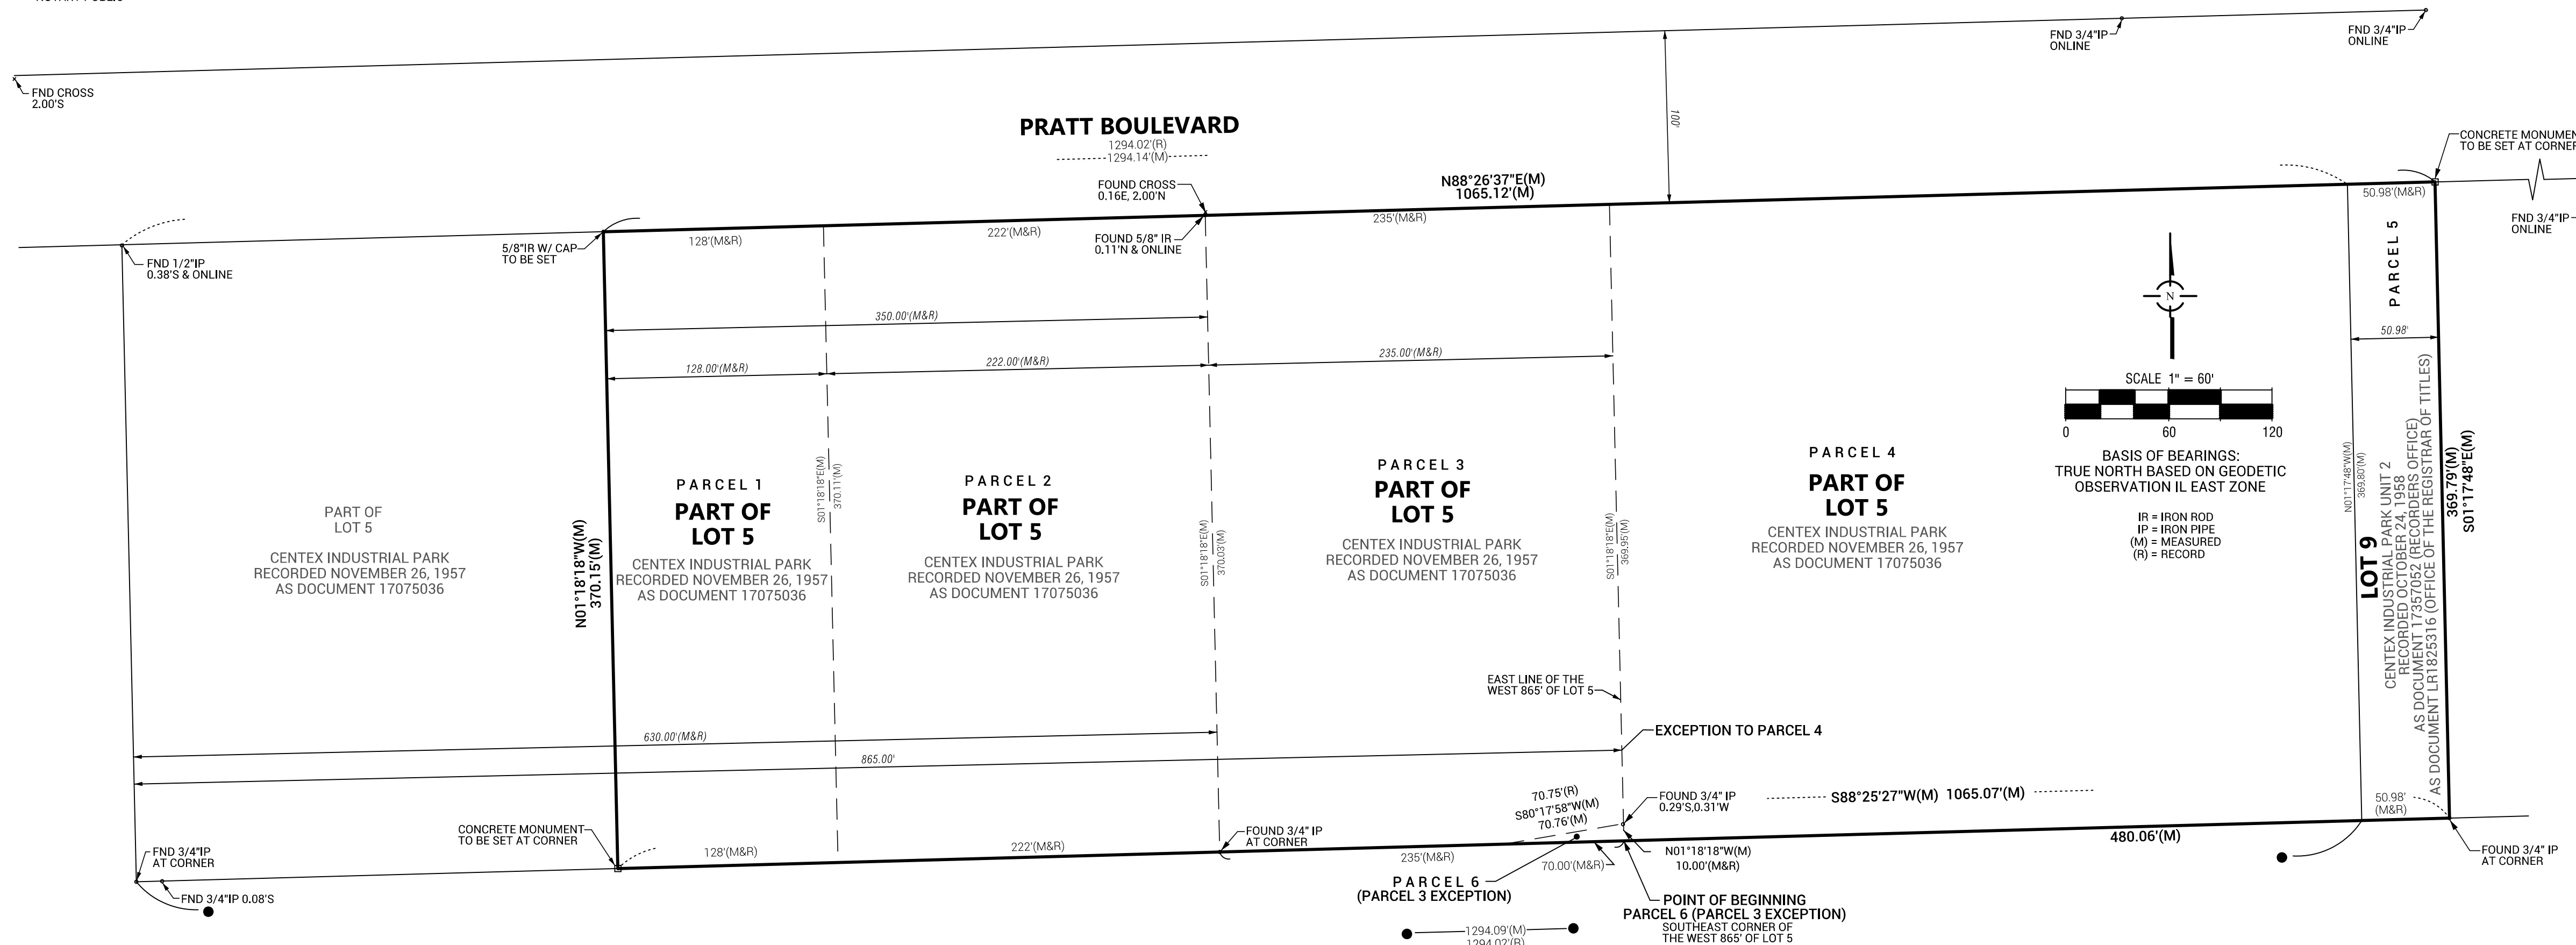 FND 3/4"IP
ONLINE
FND 3/4"IP
ONLINE
FND CROSS
2.00'S
PRATT BOULEVARD
1294.02'(R)
1294.14'(M)
100'
CONCRETE MONUMEN
TO BE SET AT CORNER
FOUND CROSS
0.16E, 2.00'N
N88°26'37"E(M)
1065.12'(M)
50.98'(M&R)
FND 3/4"IP
ONLINE
5/8"IR W/ CAP
TO BE SET
128'(M&R)
222'(M&R)
FOUND 5/8" IR
0.11'N & ONLINE
235'(M&R)
FND 1/2"IP
0.38'S & ONLINE
PARCEL 5
350.00'(M&R)
128.00'(M&R)
222.00'(M&R)
235.00'(M&R)
50.98'
N
SCALE 1" = 60'
0 60 120
BASIS OF BEARINGS:
TRUE NORTH BASED ON GEODETIC
OBSERVATION IL EAST ZONE
IR = IRON ROD
IP = IRON PIPE
(M) = MEASURED
(R) = RECORD
PART OF
LOT 5
CENTEX INDUSTRIAL PARK
RECORDED NOVEMBER 26, 1957
AS DOCUMENT 17075036
N01°18'18"W(M)
370.15'(M)
PARCEL 1
PART OF
LOT 5
CENTEX INDUSTRIAL PARK
RECORDED NOVEMBER 26, 1957
AS DOCUMENT 17075036
S01°18'18"E(M)
370.11'(M)
PARCEL 2
PART OF
LOT 5
CENTEX INDUSTRIAL PARK
RECORDED NOVEMBER 26, 1957
AS DOCUMENT 17075036
S01°18'18"E(M)
370.03'(M)
PARCEL 3
PART OF
LOT 5
CENTEX INDUSTRIAL PARK
RECORDED NOVEMBER 26, 1957
AS DOCUMENT 17075036
S01°18'18"E(M)
369.95'(M)
PARCEL 4
PART OF
LOT 5
CENTEX INDUSTRIAL PARK
RECORDED NOVEMBER 26, 1957
AS DOCUMENT 17075036
N01°17'48"W(M)
369.80'(M)
LOT 9
CENTEX INDUSTRIAL PARK UNIT 2
RECORDED OCTOBER 24, 1958
AS DOCUMENT 17357052 (RECORDERS OFFICE)
AS DOCUMENT LR1825316 (OFFICE OF THE REGISTRAR OF TITLES)
369.79'(M)
S01°17'48"E(M)
EAST LINE OF THE
WEST 865' OF LOT 5
EXCEPTION TO PARCEL 4
630.00'(M&R)
865.00'
70.75'(R)
S80°17'58"W(M)
70.76'(M)
FOUND 3/4" IP
0.29'S,0.31'W
S88°25'27"W(M) 1065.07'(M)
50.98'
(M&R)
CONCRETE MONUMENT
TO BE SET AT CORNER
128'(M&R)
222'(M&R)
FOUND 3/4" IP
AT CORNER
235'(M&R)
70.00'(M&R)
N01°18'18"W(M)
10.00'(M&R)
480.06'(M)
FOUND 3/4" IP
AT CORNER
FND 3/4"IP
AT CORNER
FND 3/4"IP 0.08'S
PARCEL 6
(PARCEL 3 EXCEPTION)
POINT OF BEGINNING
PARCEL 6 (PARCEL 3 EXCEPTION)
SOUTHEAST CORNER OF
THE WEST 865' OF LOT 5
1294.09'(M)
1294.02'(R)